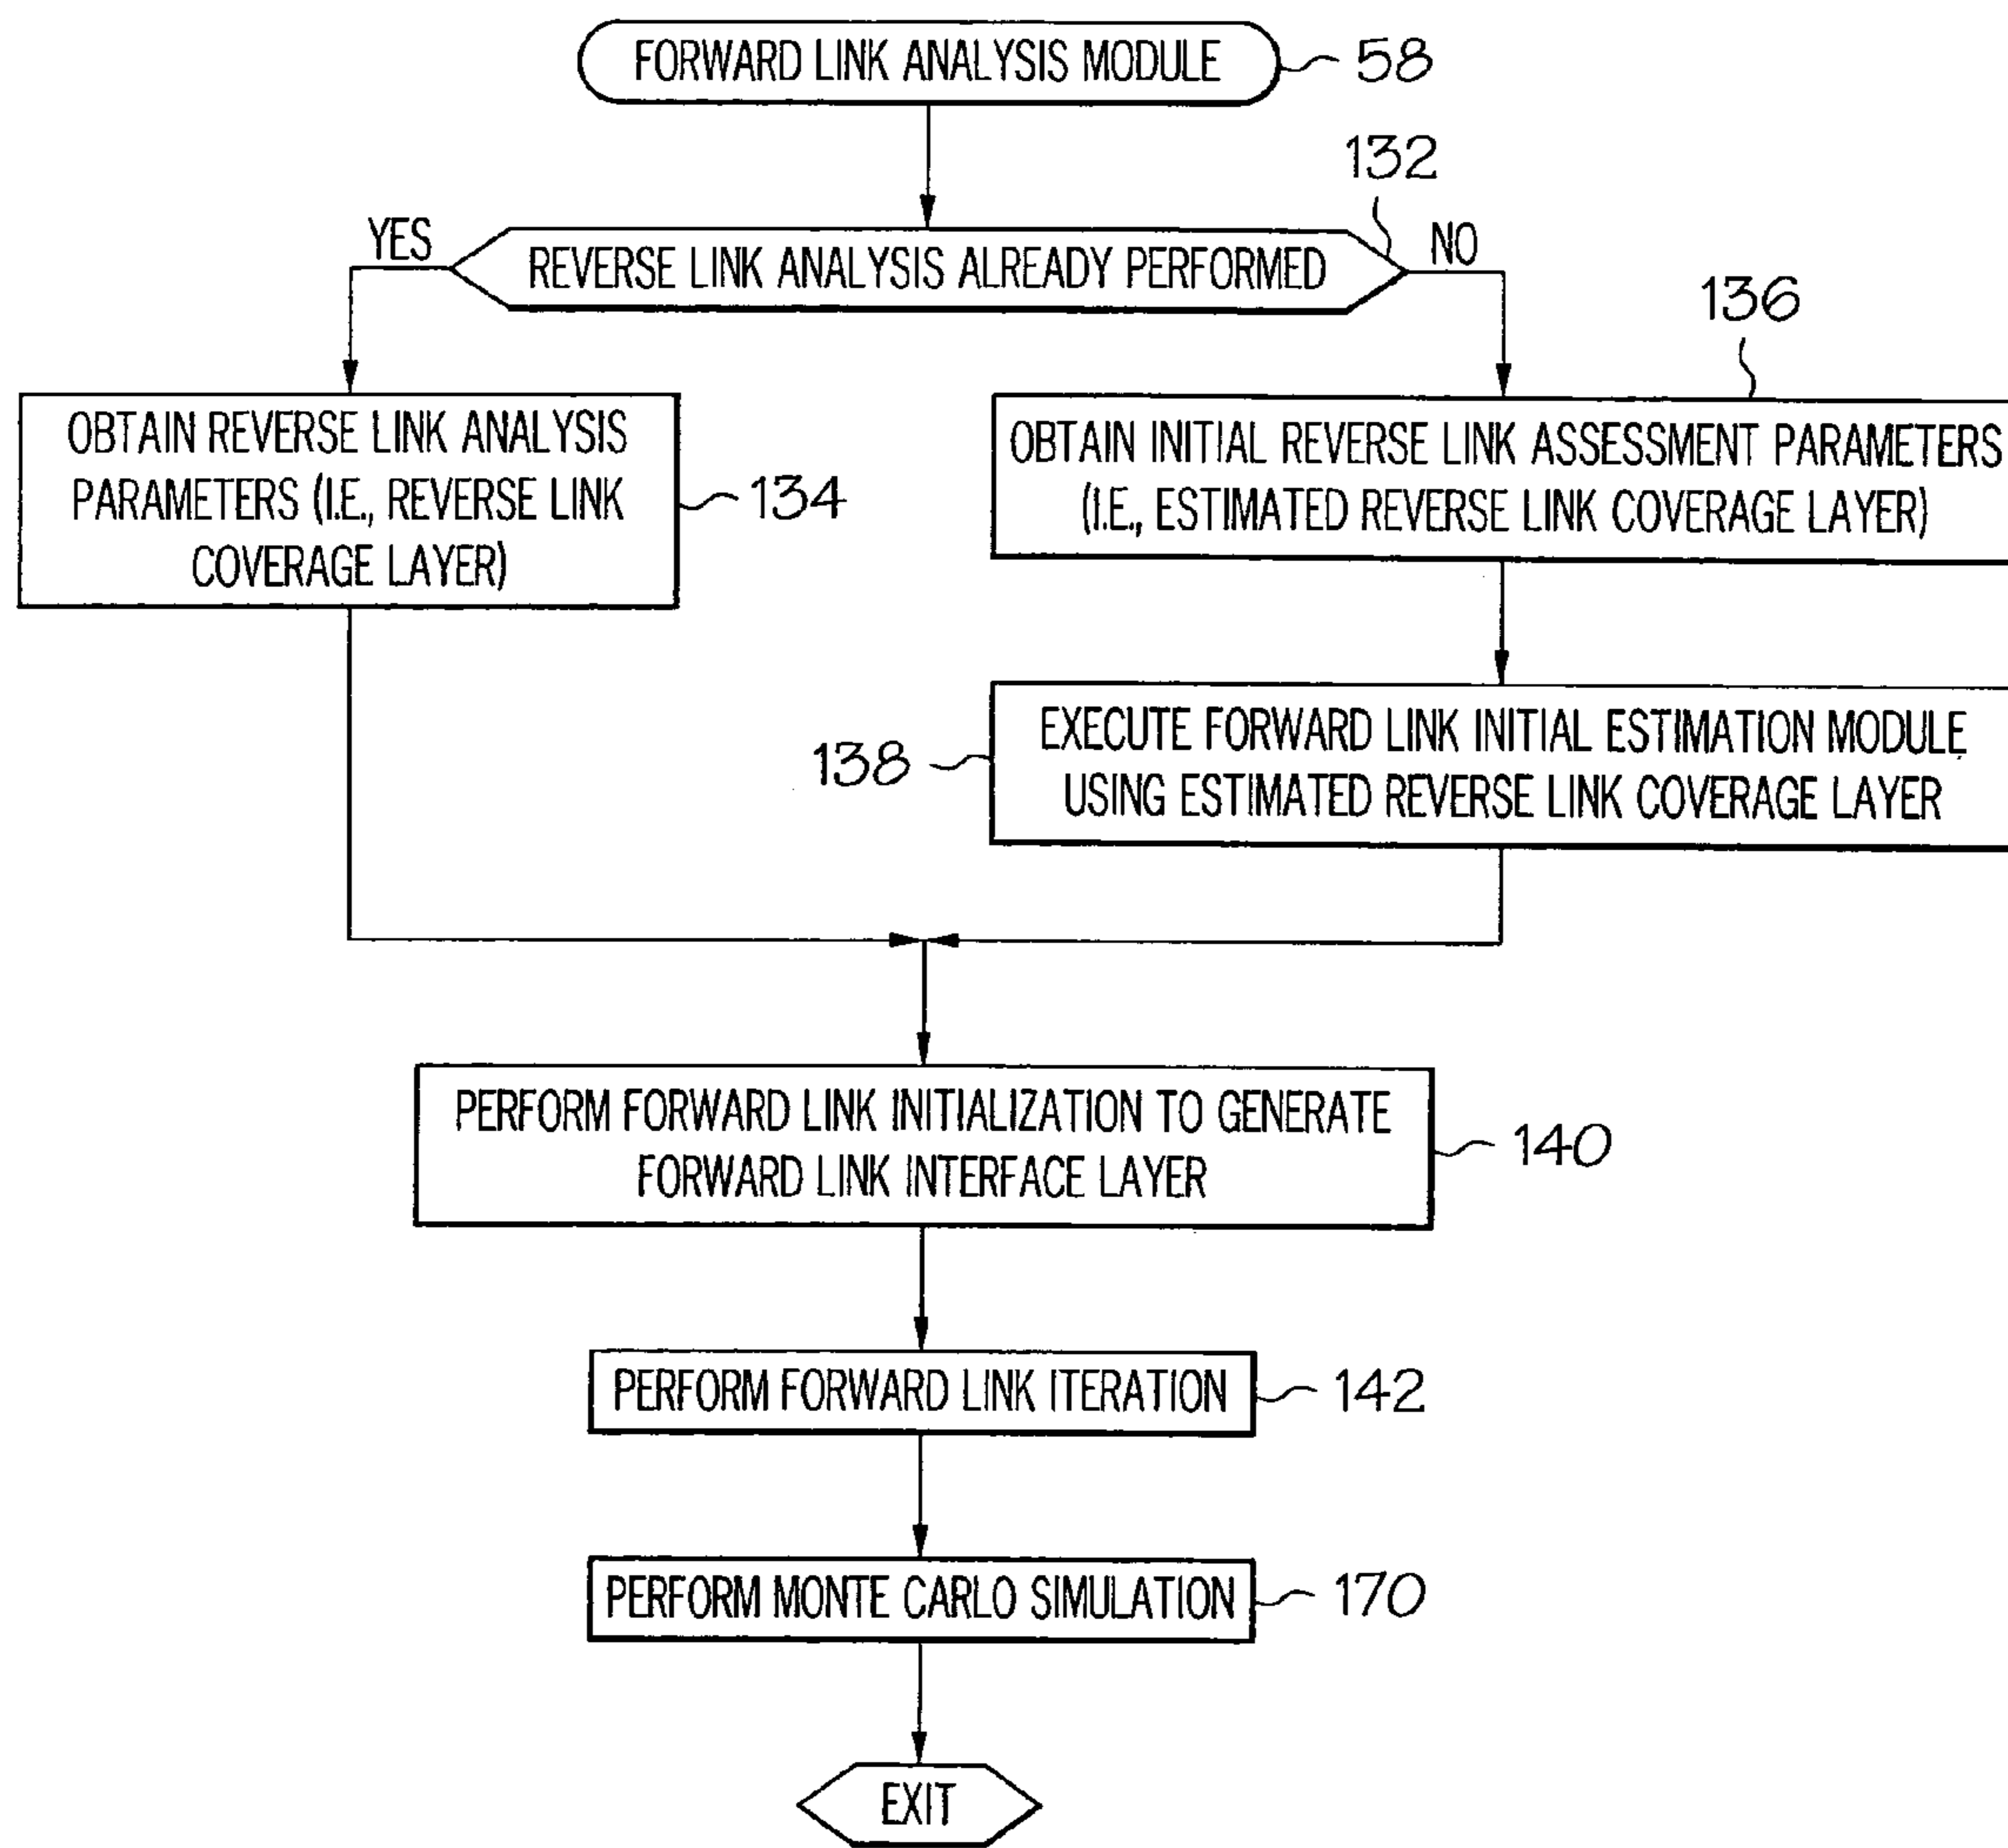 FORWARD LINK ANALYSIS MODULE
58
132
YES
REVERSE LINK ANALYSIS ALREADY PERFORMED
NO
136
OBTAIN REVERSE LINK ANALYSIS
PARAMETERS (I.E., REVERSE LINK
COVERAGE LAYER)
134
OBTAIN INITIAL REVERSE LINK ASSESSMENT PARAMETERS
(I.E., ESTIMATED REVERSE LINK COVERAGE LAYER)
138
EXECUTE FORWARD LINK INITIAL ESTIMATION MODULE
USING ESTIMATED REVERSE LINK COVERAGE LAYER
PERFORM FORWARD LINK INITIALIZATION TO GENERATE
FORWARD LINK INTERFACE LAYER
140
PERFORM FORWARD LINK ITERATION
142
PERFORM MONTE CARLO SIMULATION
170
EXIT